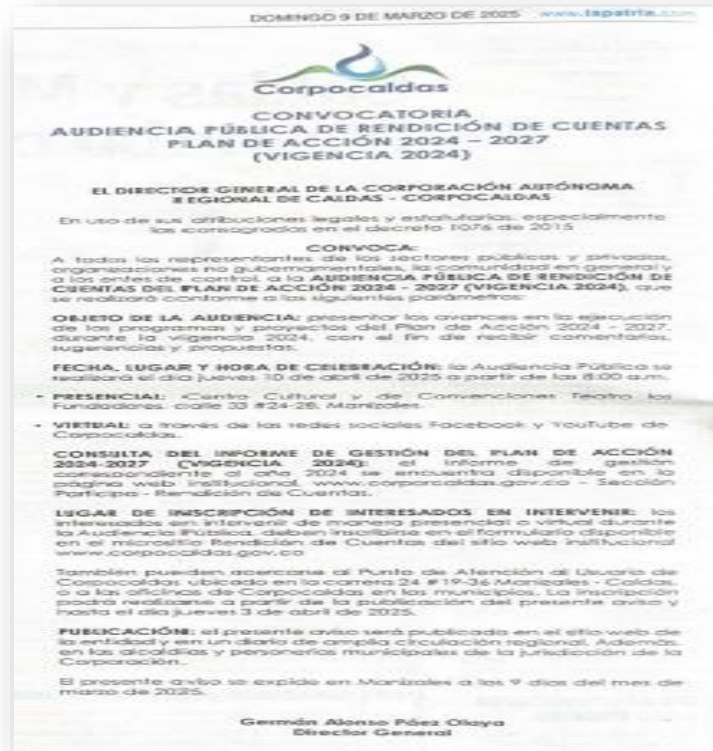 DOMINGO 9 DE MARZO DE 2025 www.lapatria.com
Corpocaldas
CONVOCATORIA
AUDIENCIA PÚBLICA DE RENDICIÓN DE CUENTAS
PLAN DE ACCIÓN 2024 – 2027
(VIGENCIA 2024)
EL DIRECTOR GENERAL DE LA CORPORACIÓN AUTÓNOMA
REGIONAL DE CALDAS - CORPOCALDAS
En uso de sus atribuciones legales y estatutarias, especialmente
las consagradas en el decreto 1076 de 2015
CONVOCA:
A todos los representantes de los sectores públicos y privados,
organizaciones no gubernamentales, la comunidad en general y
a los entes de control, a la AUDIENCIA PÚBLICA DE RENDICIÓN DE
CUENTAS DEL PLAN DE ACCIÓN 2024 - 2027 (VIGENCIA 2024), que
se realizará conforme a los siguientes parámetros:
OBJETO DE LA AUDIENCIA: presentar los avances en la ejecución
de los programas y proyectos del Plan de Acción 2024 - 2027,
durante la vigencia 2024, con el fin de recibir comentarios,
sugerencias y propuestas.
FECHA, LUGAR Y HORA DE CELEBRACIÓN: la Audiencia Pública se
realizará el día jueves 10 de abril de 2025 a partir de las 8:00 a.m.
• PRESENCIAL: Centro Cultural y de Convenciones Teatro los
Fundadores, calle 33 #24-28, Manizales.
• VIRTUAL: a través de las redes sociales Facebook y YouTube de
Corpocaldas.
CONSULTA DEL INFORME DE GESTIÓN DEL PLAN DE ACCIÓN
2024-2027 (VIGENCIA 2024): el informe de gestión
correspondiente al año 2024 se encuentra disponible en la
página web institucional, www.corpocaldas.gov.co - Sección
Participa - Rendición de Cuentas.
LUGAR DE INSCRIPCIÓN DE INTERESADOS EN INTERVENIR: los
interesados en intervenir de manera presencial o virtual durante
la Audiencia Pública, deben inscribirse en el formulario disponible
en el micrositio Rendición de Cuentas del sitio web institucional
www.corpocaldas.gov.co
También pueden acercarse al Punto de Atención al Usuario de
Corpocaldas ubicado en la carrera 24 #19-36 Manizales - Caldas,
o a las oficinas de Corpocaldas en los municipios. La inscripción
podrá realizarse a partir de la publicación del presente aviso y
hasta el día jueves 3 de abril de 2025.
PUBLICACIÓN: el presente aviso será publicado en el sitio web de
la entidad y en un diario de amplia circulación regional. Además,
en las alcaldías y personerías municipales de la jurisdicción de la
Corporación.
El presente aviso se expide en Manizales a los 9 días del mes de
marzo de 2025.
Germán Alonso Páez Olaya
Director General